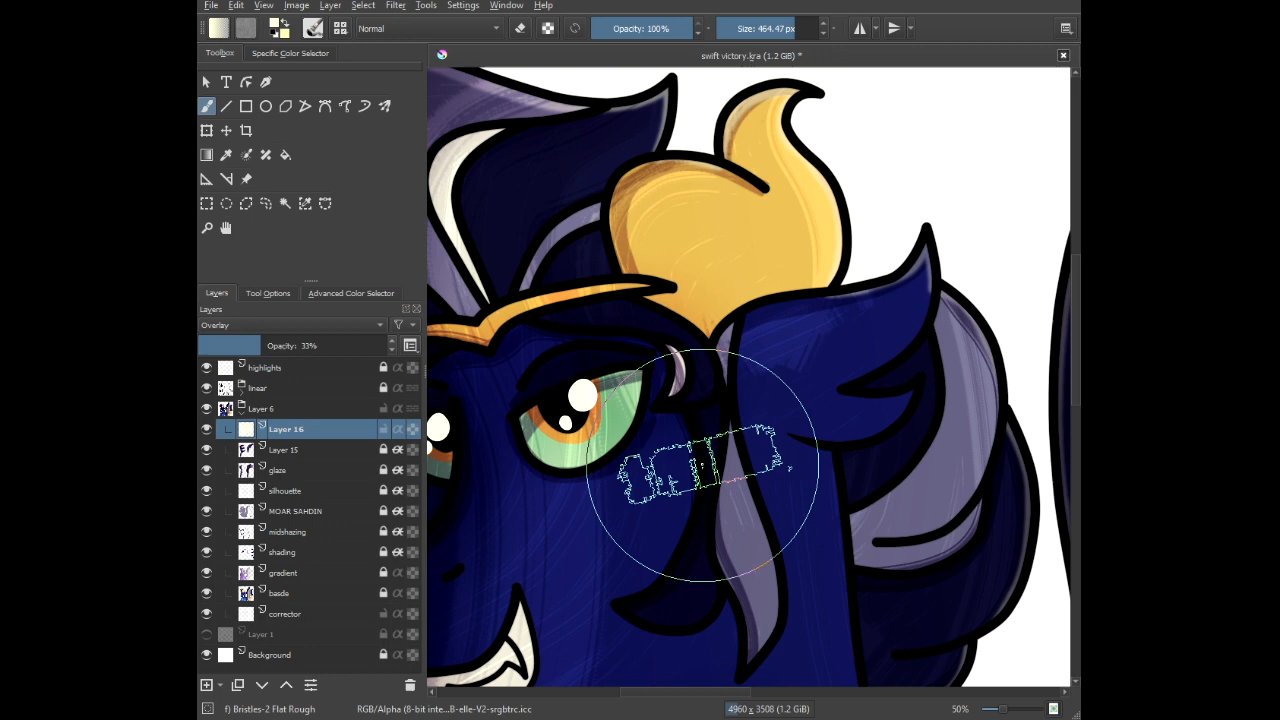 File Edit View Image Layer Select Filter Tools Settings Window Help
Normal Opacity: 100% Size: 464.47 px
Toolbox Specific Color Selector
swift victory.kra (1.2 GiB) *
Layers Tool Options Advanced Color Selector
Layers
Overlay
Opacity: 33%
highlights
linear
Layer 6
Layer 16
Layer 15
glaze
silhouette
MOAR SAHDIN
midshazing
shading
gradient
basde
corrector
Layer 1
Background
f) Bristles-2 Flat Rough RGB/Alpha (8-bit inte...B-elle-V2-srgbtrc.icc 4960 x 3508 (1.2 GiB) 50%